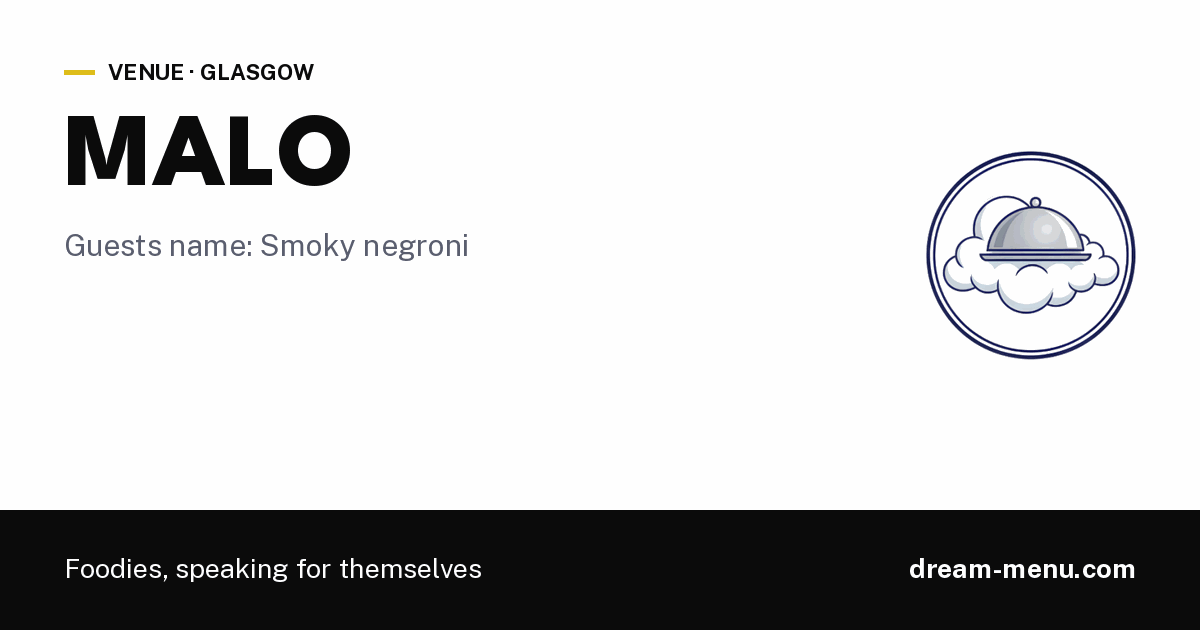 VENUE · GLASGOW
MALO
Guests name: Smoky negroni
Foodies, speaking for themselves
dream-menu.com